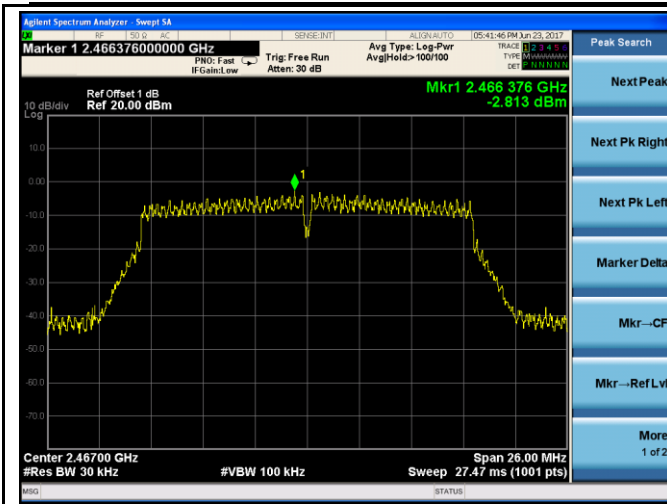 Agilent Spectrum Analyzer - Swept SA
LXI RF 50 Ω AC SENSE:INT ALIGNAUTO 05:41:46 PM Jun 23, 2017
Marker 1 2.466376000000 GHz
PNO: Fast
IFGain:Low
Trig: Free Run
Atten: 30 dB
Avg Type: Log-Pwr
Avg|Hold:>100/100
TRACE 1 2 3 4 5 6
TYPE M
DET P N N N N N
Peak Search
Mkr1 2.466 376 GHz
-2.813 dBm
Ref Offset 1 dB
10 dB/div Ref 20.00 dBm
Log
10.0
0.00
-10.0
-20.0
-30.0
-40.0
-50.0
-60.0
-70.0
1
Next Peak
Next Pk Right
Next Pk Left
Marker Delta
Mkr→CF
Mkr→Ref Lvl
More
1 of 2
Center 2.46700 GHz Span 26.00 MHz
#Res BW 30 kHz #VBW 100 kHz Sweep 27.47 ms (1001 pts)
MSG STATUS